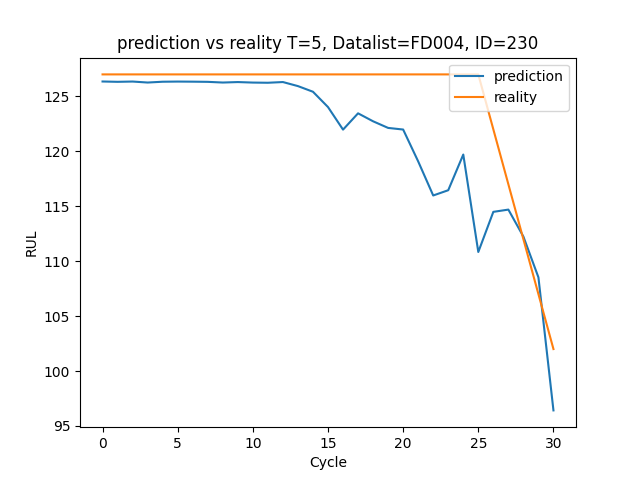 prediction vs reality T=5, Datalist=FD004, ID=230
prediction
reality
125
120
115
110
105
100
95
RUL
0 5 10 15 20 25 30
Cycle